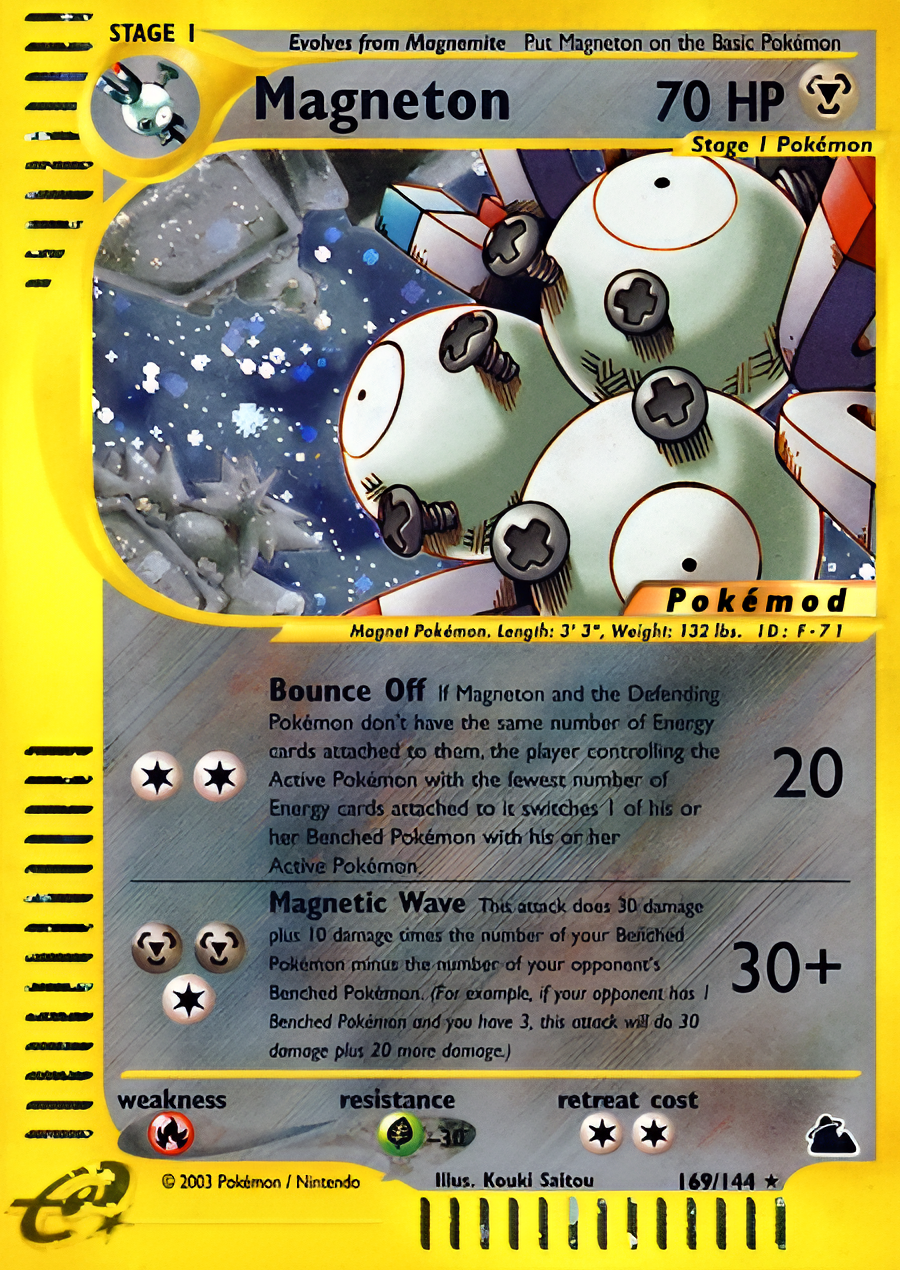 STAGE 1
Evolves from Magnemite Put Magneton on the Basic Pokémon
Magneton 70 HP
Stage 1 Pokémon
Pokémod
Magnet Pokémon. Length: 3' 3", Weight: 132 lbs. ID: F-71
Bounce Off If Magneton and the Defending
Pokémon don't have the same number of Energy
cards attached to them, the player controlling the
Active Pokémon with the fewest number of
Energy cards attached to it switches 1 of his or
her Benched Pokémon with his or her
Active Pokémon.
20
Magnetic Wave This attack does 30 damage
plus 10 damage times the number of your Benched
Pokémon minus the number of your opponent's
Benched Pokémon. (For example, if your opponent has 1
Benched Pokémon and you have 3, this attack will do 30
damage plus 20 more damage.)
30+
weakness resistance retreat cost
-30
© 2003 Pokémon / Nintendo Illus. Kouki Saitou 169/144 ★